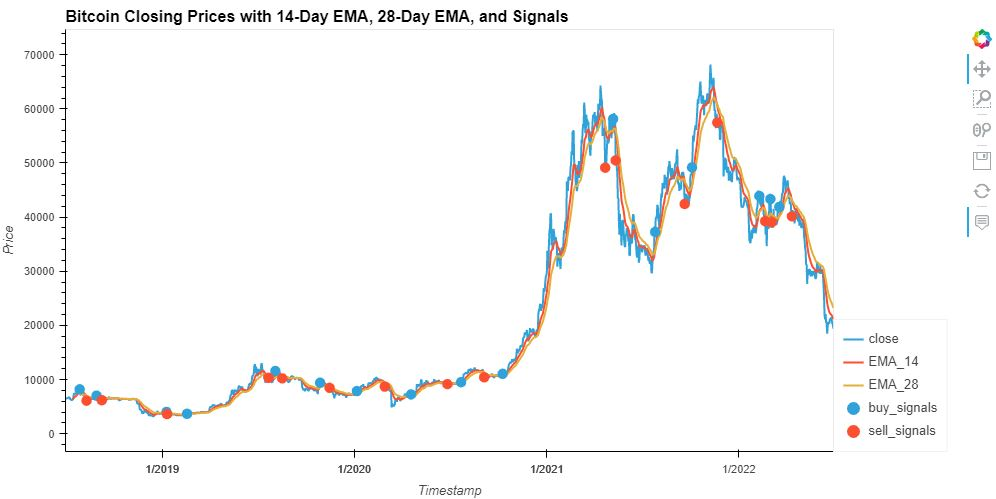 Bitcoin Closing Prices with 14-Day EMA, 28-Day EMA, and Signals
70000
60000
50000
40000
30000
20000
10000
0
Price
1/2019
1/2020
1/2021
1/2022
Timestamp
close
EMA_14
EMA_28
buy_signals
sell_signals